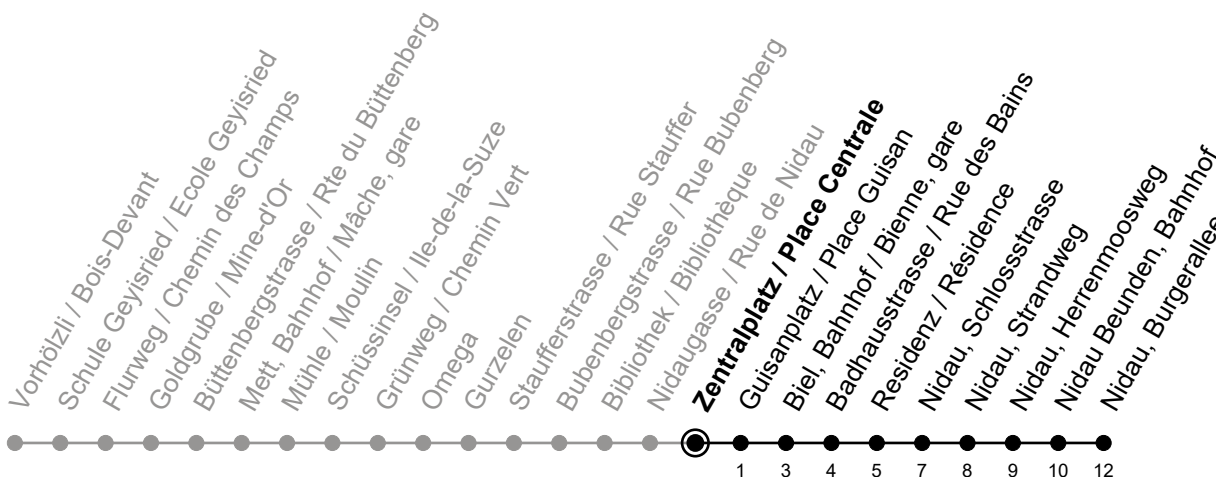 Vorhölzli / Bois-Devant
Schule Geyisried / Ecole Geyisried
Flurweg / Chemin des Champs
Goldgrube / Mine-d'Or
Büttenbergstrasse / Rte du Büttenberg
Mett, Bahnhof / Mâche, gare
Mühle / Moulin
Schüssinsel / Ile-de-la-Suze
Grünweg / Chemin Vert
Omega
Gurzelen
Staufferstrasse / Rue Stauffer
Bubenbergstrasse / Rue Bubenberg
Bibliothek / Bibliothèque
Nidaugasse / Rue de Nidau
Zentralplatz / Place Centrale
Guisanplatz / Place Guisan
Biel, Bahnhof / Bienne, gare
Badhausstrasse / Rue des Bains
Residenz / Résidence
Nidau, Schlossstrasse
Nidau, Strandweg
Nidau, Herrenmoosweg
Nidau Beunden, Bahnhof
Nidau, Burgerallee
1 3 4 5 7 8 9 10 12